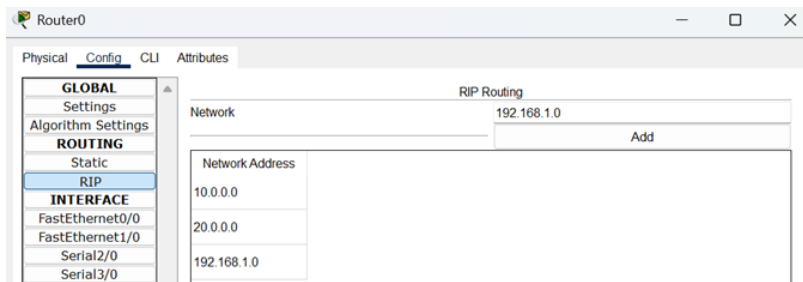 Router0
Physical Config CLI Attributes
GLOBAL
Settings
Algorithm Settings
ROUTING
Static
RIP
INTERFACE
FastEthernet0/0
FastEthernet1/0
Serial2/0
Serial3/0
RIP Routing
Network 192.168.1.0
Add
Network Address
10.0.0.0
20.0.0.0
192.168.1.0